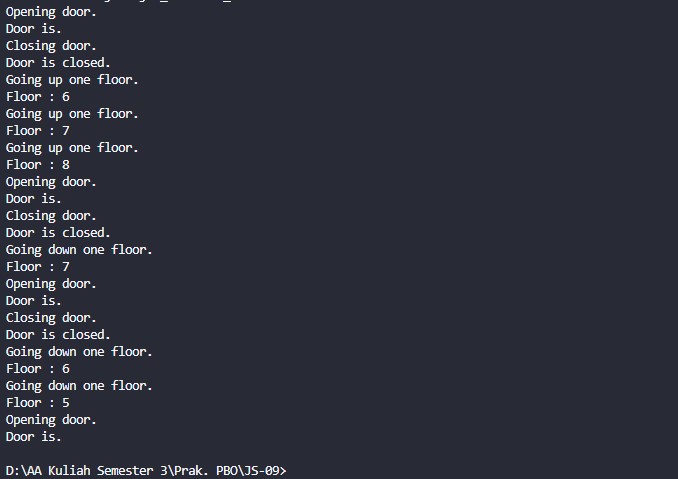 Opening door.
Door is.
Closing door.
Door is closed.
Going up one floor.
Floor : 6
Going up one floor.
Floor : 7
Going up one floor.
Floor : 8
Opening door.
Door is.
Closing door.
Door is closed.
Going down one floor.
Floor : 7
Opening door.
Door is.
Closing door.
Door is closed.
Going down one floor.
Floor : 6
Going down one floor.
Floor : 5
Opening door.
Door is.
D:\AA Kuliah Semester 3\Prak. PBO\JS-09>